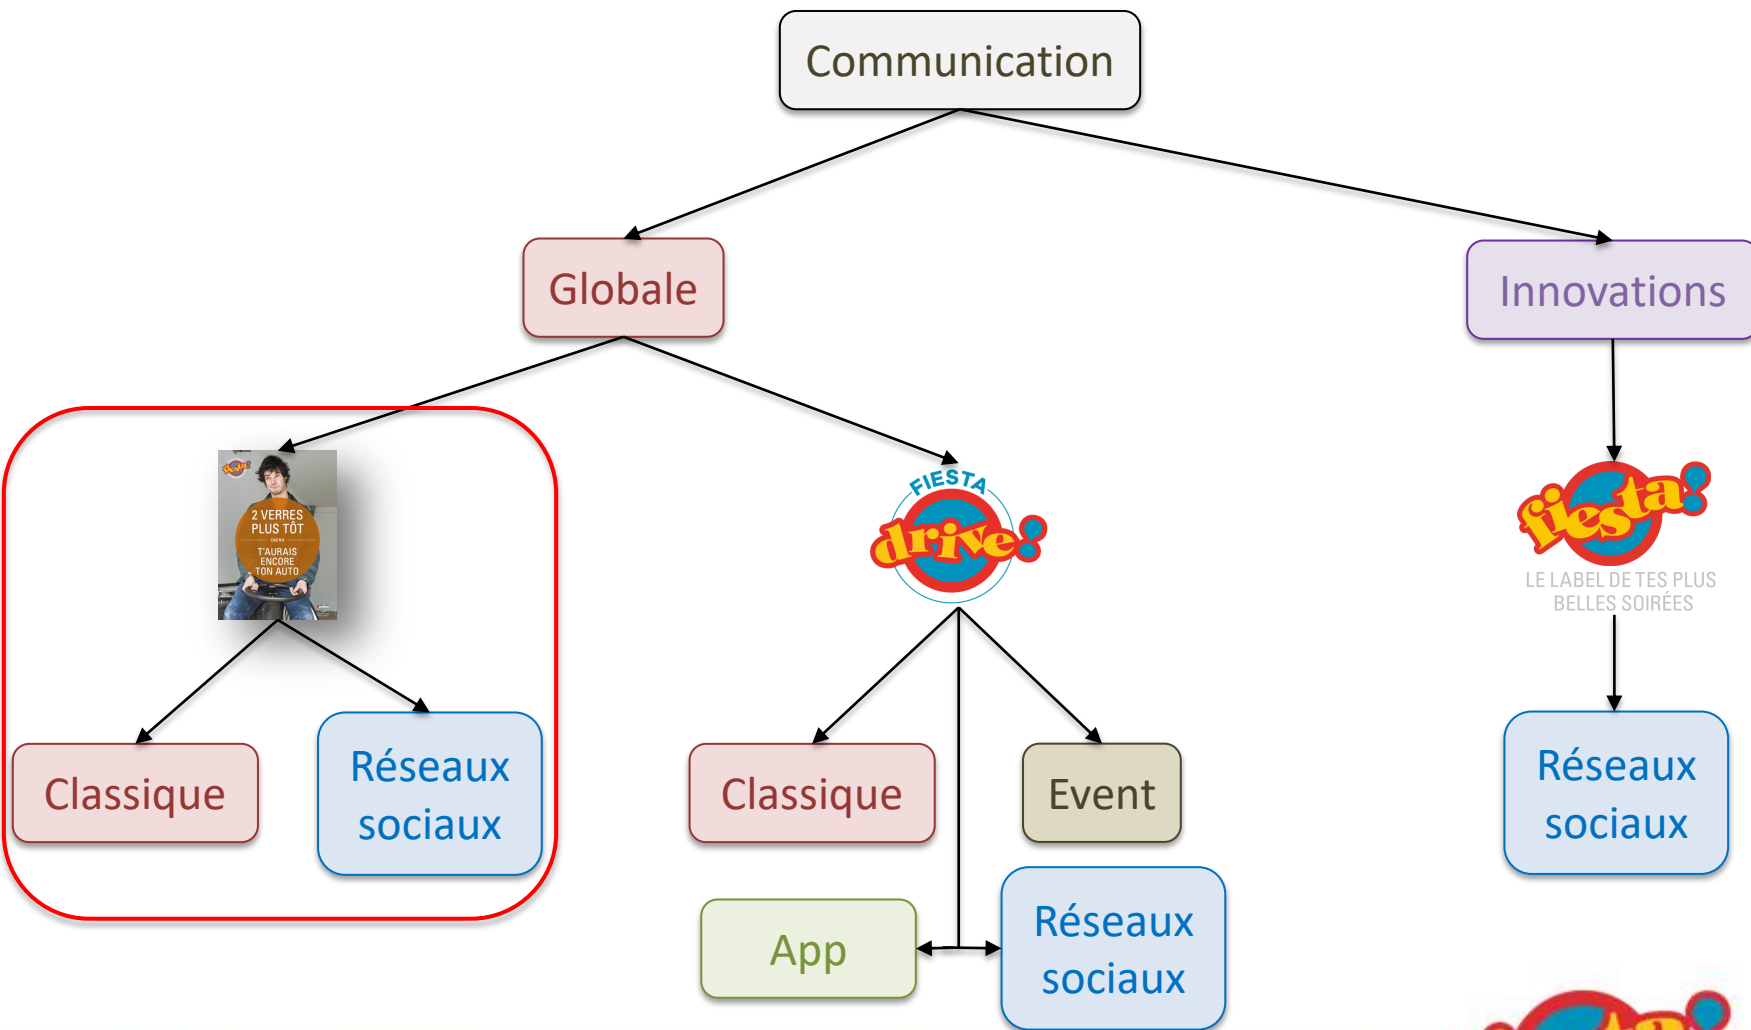 Communication
Globale
Innovations
fiesta!
2 VERRES
PLUS TÔT
T'AURAIS
ENCORE
TON AUTO
FIESTA
drive!
fiesta!
LE LABEL DE TES PLUS
BELLES SOIRÉES
Classique
Réseaux
sociaux
Classique
Event
Réseaux
sociaux
App
Réseaux
sociaux